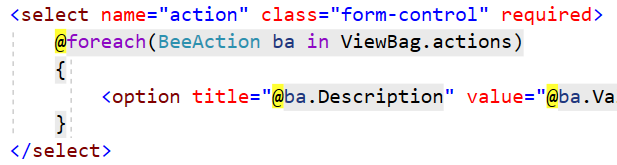 <select name="action" class="form-control" required>
@foreach(BeeAction ba in ViewBag.actions)
{
<option title="@ba.Description" value="@ba.Va
}
</select>